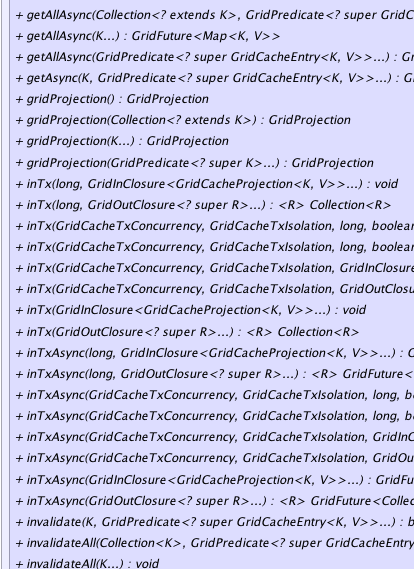 + getAllAsync(Collection<? extends K>, GridPredicate<? super GridC
+ getAllAsync(K...) : GridFuture<Map<K, V>>
+ getAllAsync(GridPredicate<? super GridCacheEntry<K, V>>...) : Gr
+ getAsync(K, GridPredicate<? super GridCacheEntry<K, V>>...) : Gr
+ gridProjection() : GridProjection
+ gridProjection(Collection<? extends K>) : GridProjection
+ gridProjection(K...) : GridProjection
+ gridProjection(GridPredicate<? super K>...) : GridProjection
+ inTx(long, GridInClosure<GridCacheProjection<K, V>>...) : void
+ inTx(long, GridOutClosure<? super R>...) : <R> Collection<R>
+ inTx(GridCacheTxConcurrency, GridCacheTxIsolation, long, boolean
+ inTx(GridCacheTxConcurrency, GridCacheTxIsolation, long, boolean
+ inTx(GridCacheTxConcurrency, GridCacheTxIsolation, GridInClosure
+ inTx(GridCacheTxConcurrency, GridCacheTxIsolation, GridOutClosu
+ inTx(GridInClosure<GridCacheProjection<K, V>>...) : void
+ inTx(GridOutClosure<? super R>...) : <R> Collection<R>
+ inTxAsync(long, GridInClosure<GridCacheProjection<K, V>>...) : G
+ inTxAsync(long, GridOutClosure<? super R>...) : <R> GridFuture<
+ inTxAsync(GridCacheTxConcurrency, GridCacheTxIsolation, long, bo
+ inTxAsync(GridCacheTxConcurrency, GridCacheTxIsolation, long, bo
+ inTxAsync(GridCacheTxConcurrency, GridCacheTxIsolation, GridInC
+ inTxAsync(GridCacheTxConcurrency, GridCacheTxIsolation, GridOu
+ inTxAsync(GridInClosure<GridCacheProjection<K, V>>...) : GridFu
+ inTxAsync(GridOutClosure<? super R>...) : <R> GridFuture<Collec
+ invalidate(K, GridPredicate<? super GridCacheEntry<K, V>>...) : b
+ invalidateAll(Collection<K>, GridPredicate<? super GridCacheEntry
+ invalidateAll(K...) : void